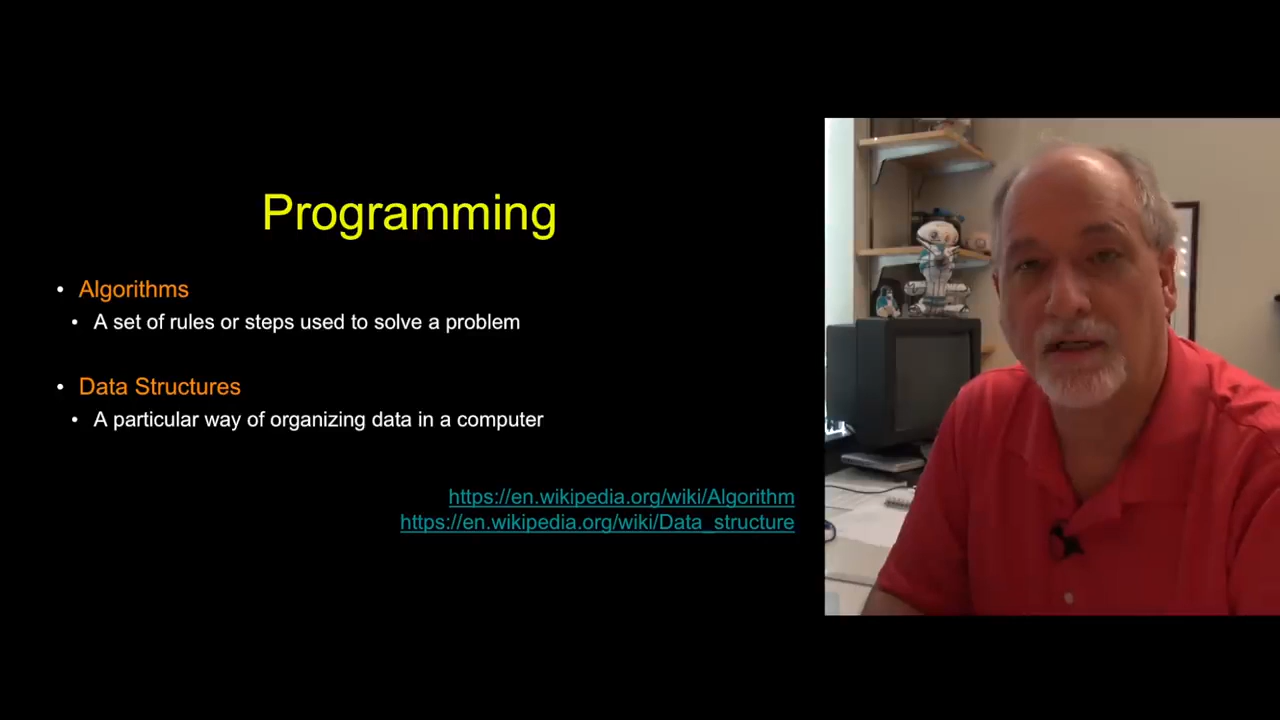 Programming
• Algorithms
• A set of rules or steps used to solve a problem
• Data Structures
• A particular way of organizing data in a computer
https://en.wikipedia.org/wiki/Algorithm
https://en.wikipedia.org/wiki/Data_structure